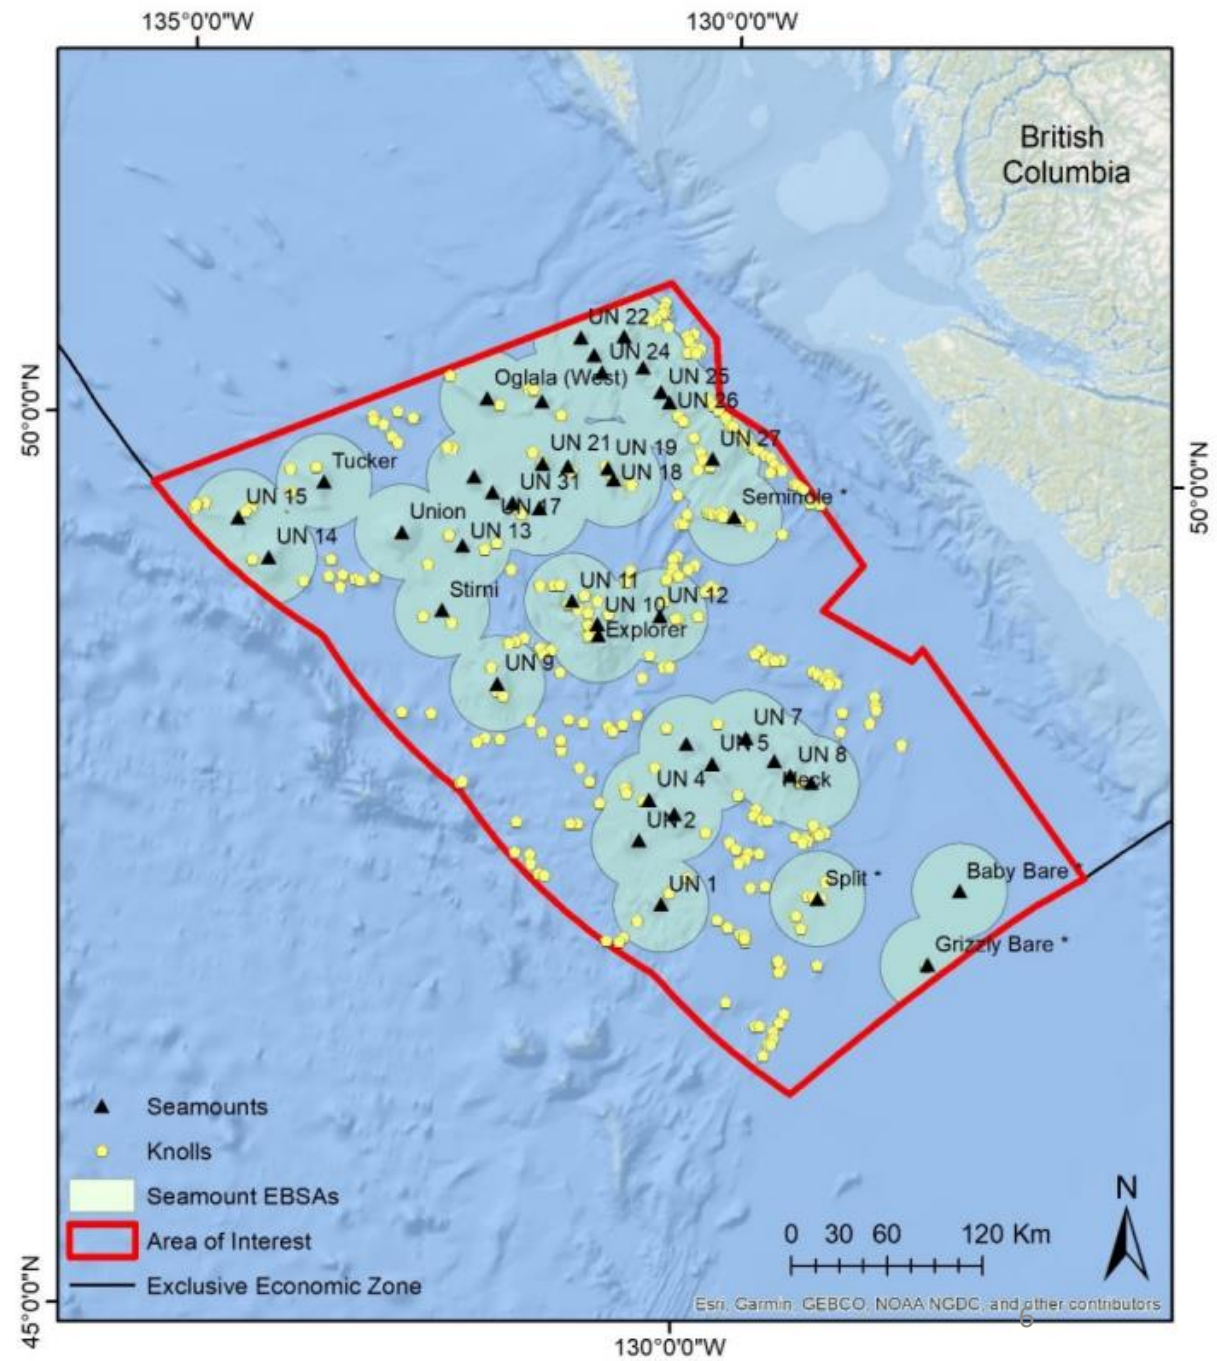 135°0'0"W
130°0'0"W
British
Columbia
50°0'0"N
50°0'0"N
UN 22
UN 24
Oglala (West)
UN 25
UN 26
UN 27
UN 21
UN 19
UN 18
UN 31
UN 17
Tucker
UN 15
Union
UN 13
Seminole *
UN 14
Stirni
UN 11
UN 10
UN 12
Explorer
UN 9
UN 7
UN 5
UN 8
Heck
UN 4
UN 2
UN 1
Split *
Baby Bare *
Grizzly Bare *
Seamounts
Knolls
Seamount EBSAs
Area of Interest
Exclusive Economic Zone
N
0 30 60 120 Km
Esri, Garmin, GEBCO, NOAA NGDC, and other contributors
6
45°0'0"N
130°0'0"W